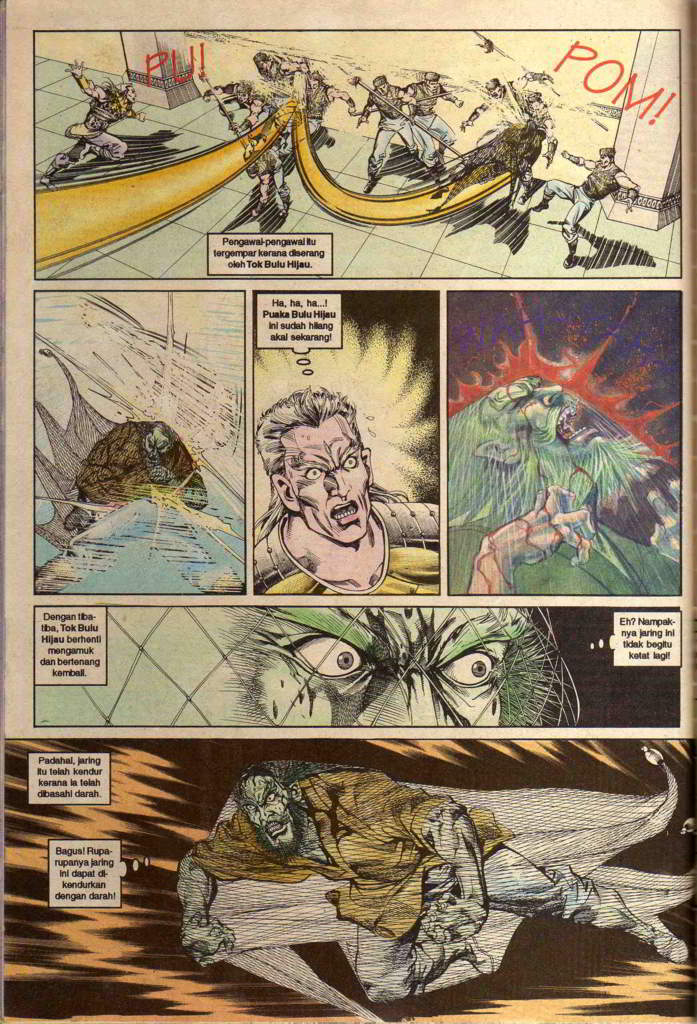 PU!
POM!
Pengawal-pengawal itu
tergempar kerana diserang
oleh Tok Bulu Hijau.
Ha, ha, ha...!
Puaka Bulu Hijau
ini sudah hilang
akal sekarang!
Dengan tiba-
tiba, Tok Bulu
Hijau berhenti
mengamuk
dan bertenang
kembali.
Eh? Nampak-
nya jaring ini
tidak begitu
ketat lagi!
Padahal, jaring
itu telah kendur
kerana ia telah
dibasahi darah.
Bagus! Rupa-
rupanya jaring
ini dapat di-
kendurkan
dengan darah!